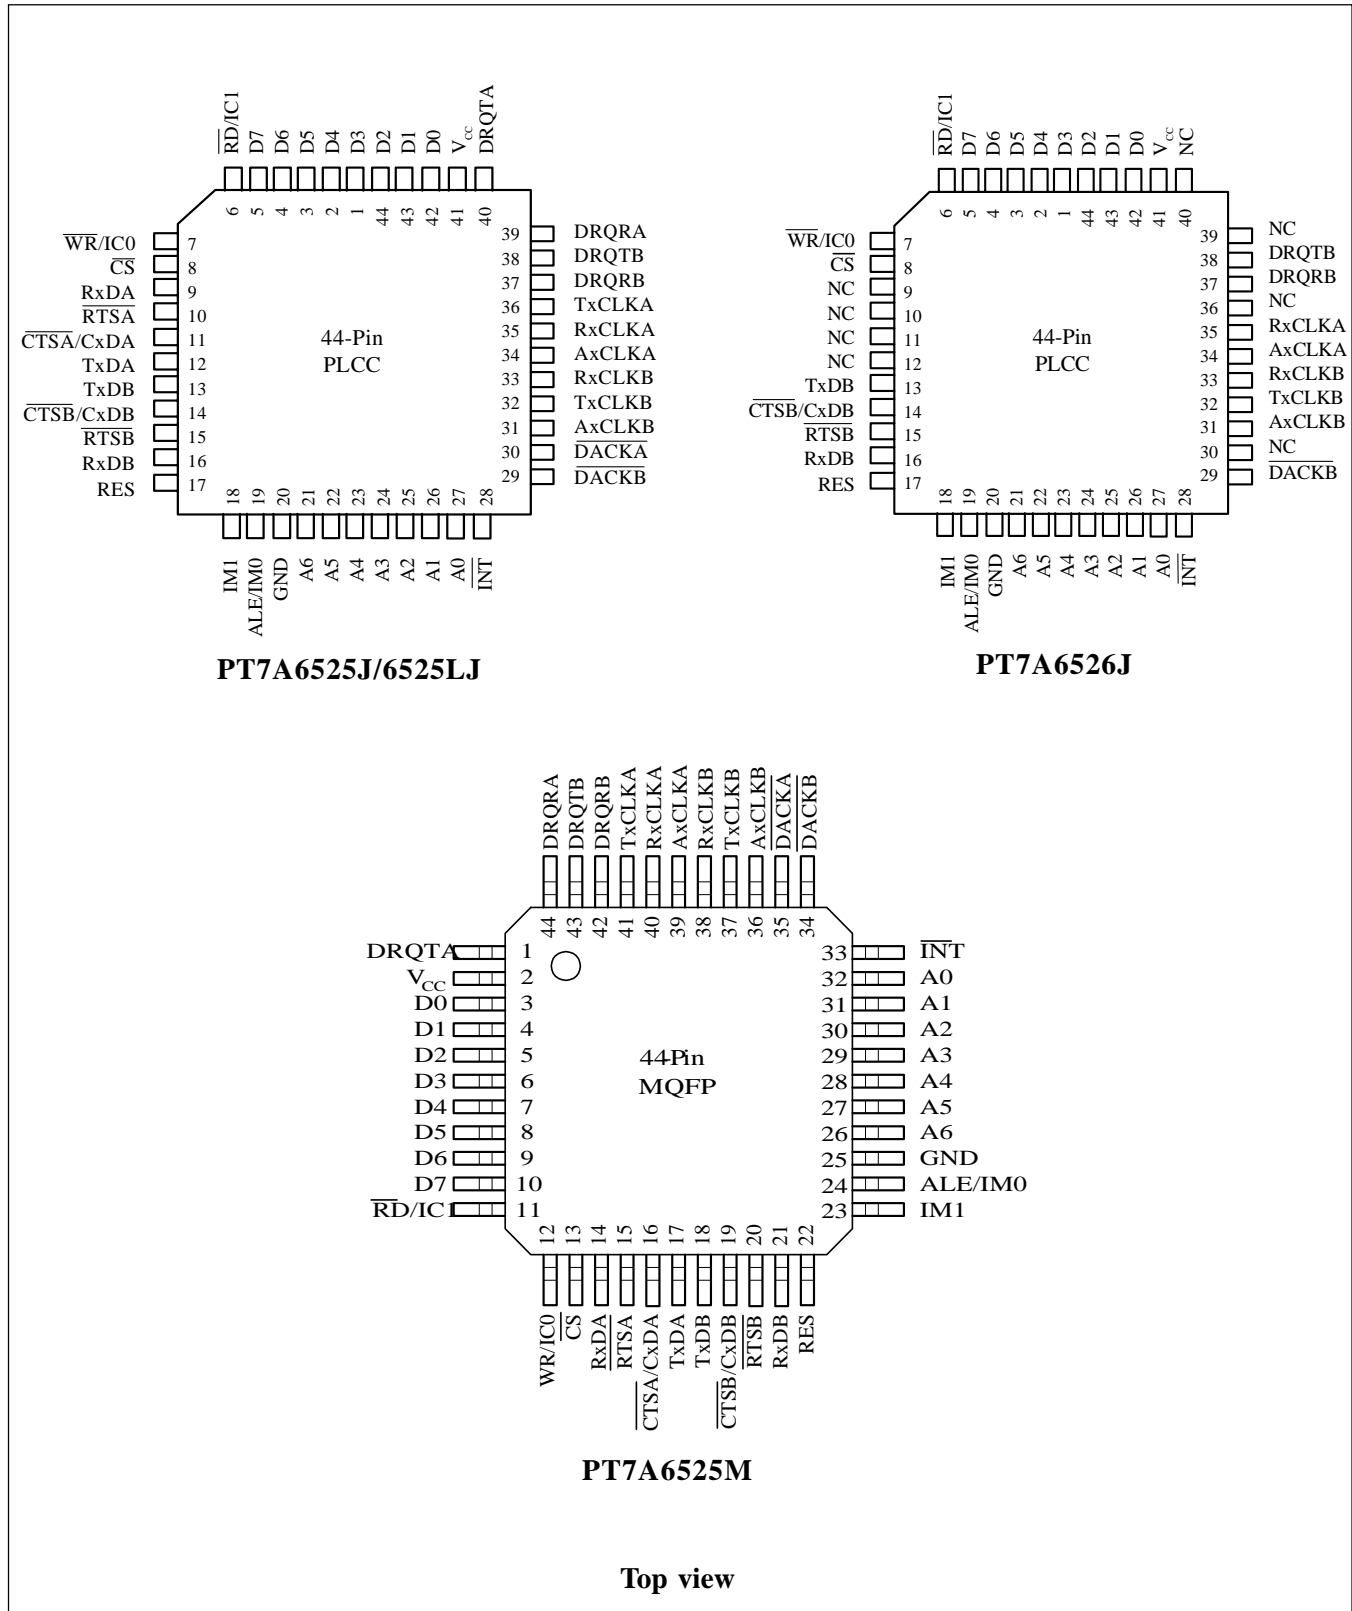 RD/IC1 D7 D6 D5 D4 D3 D2 D1 D0 VCC DRQTA
6 5 4 3 2 1 44 43 42 41 40
WR/IC0 7
CS 8
RxDA 9
RTSA 10
CTSA/CxDA 11
TxDA 12
TxDB 13
CTSB/CxDB 14
RTSB 15
RxDB 16
RES 17
44-Pin
PLCC
39 DRQRA
38 DRQTB
37 DRQRB
36 TxCLKA
35 RxCLKA
34 AxCLKA
33 RxCLKB
32 TxCLKB
31 AxCLKB
30 DACKA
29 DACKB
18 19 20 21 22 23 24 25 26 27 28
IM1 ALE/IM0 GND A6 A5 A4 A3 A2 A1 A0 INT
PT7A6525J/6525LJ
RD/IC1 D7 D6 D5 D4 D3 D2 D1 D0 VCC NC
6 5 4 3 2 1 44 43 42 41 40
WR/IC0 7
CS 8
NC 9
NC 10
NC 11
NC 12
TxDB 13
CTSB/CxDB 14
RTSB 15
RxDB 16
RES 17
44-Pin
PLCC
39 NC
38 DRQTB
37 DRQRB
36 NC
35 RxCLKA
34 AxCLKA
33 RxCLKB
32 TxCLKB
31 AxCLKB
30 NC
29 DACKB
18 19 20 21 22 23 24 25 26 27 28
IM1 ALE/IM0 GND A6 A5 A4 A3 A2 A1 A0 INT
PT7A6526J
DRQRA DRQTB DRQRB TxCLKA RxCLKA AxCLKA RxCLKB TxCLKB AxCLKB DACKA DACKB
44 43 42 41 40 39 38 37 36 35 34
DRQTA 1
VCC 2
D0 3
D1 4
D2 5
D3 6
D4 7
D5 8
D6 9
D7 10
RD/IC1 11
44-Pin
MQFP
33 INT
32 A0
31 A1
30 A2
29 A3
28 A4
27 A5
26 A6
25 GND
24 ALE/IM0
23 IM1
12 13 14 15 16 17 18 19 20 21 22
WR/IC0 CS RxDA RTSA CTSA/CxDA TxDA TxDB CTSB/CxDB RTSB RxDB RES
PT7A6525M
Top view